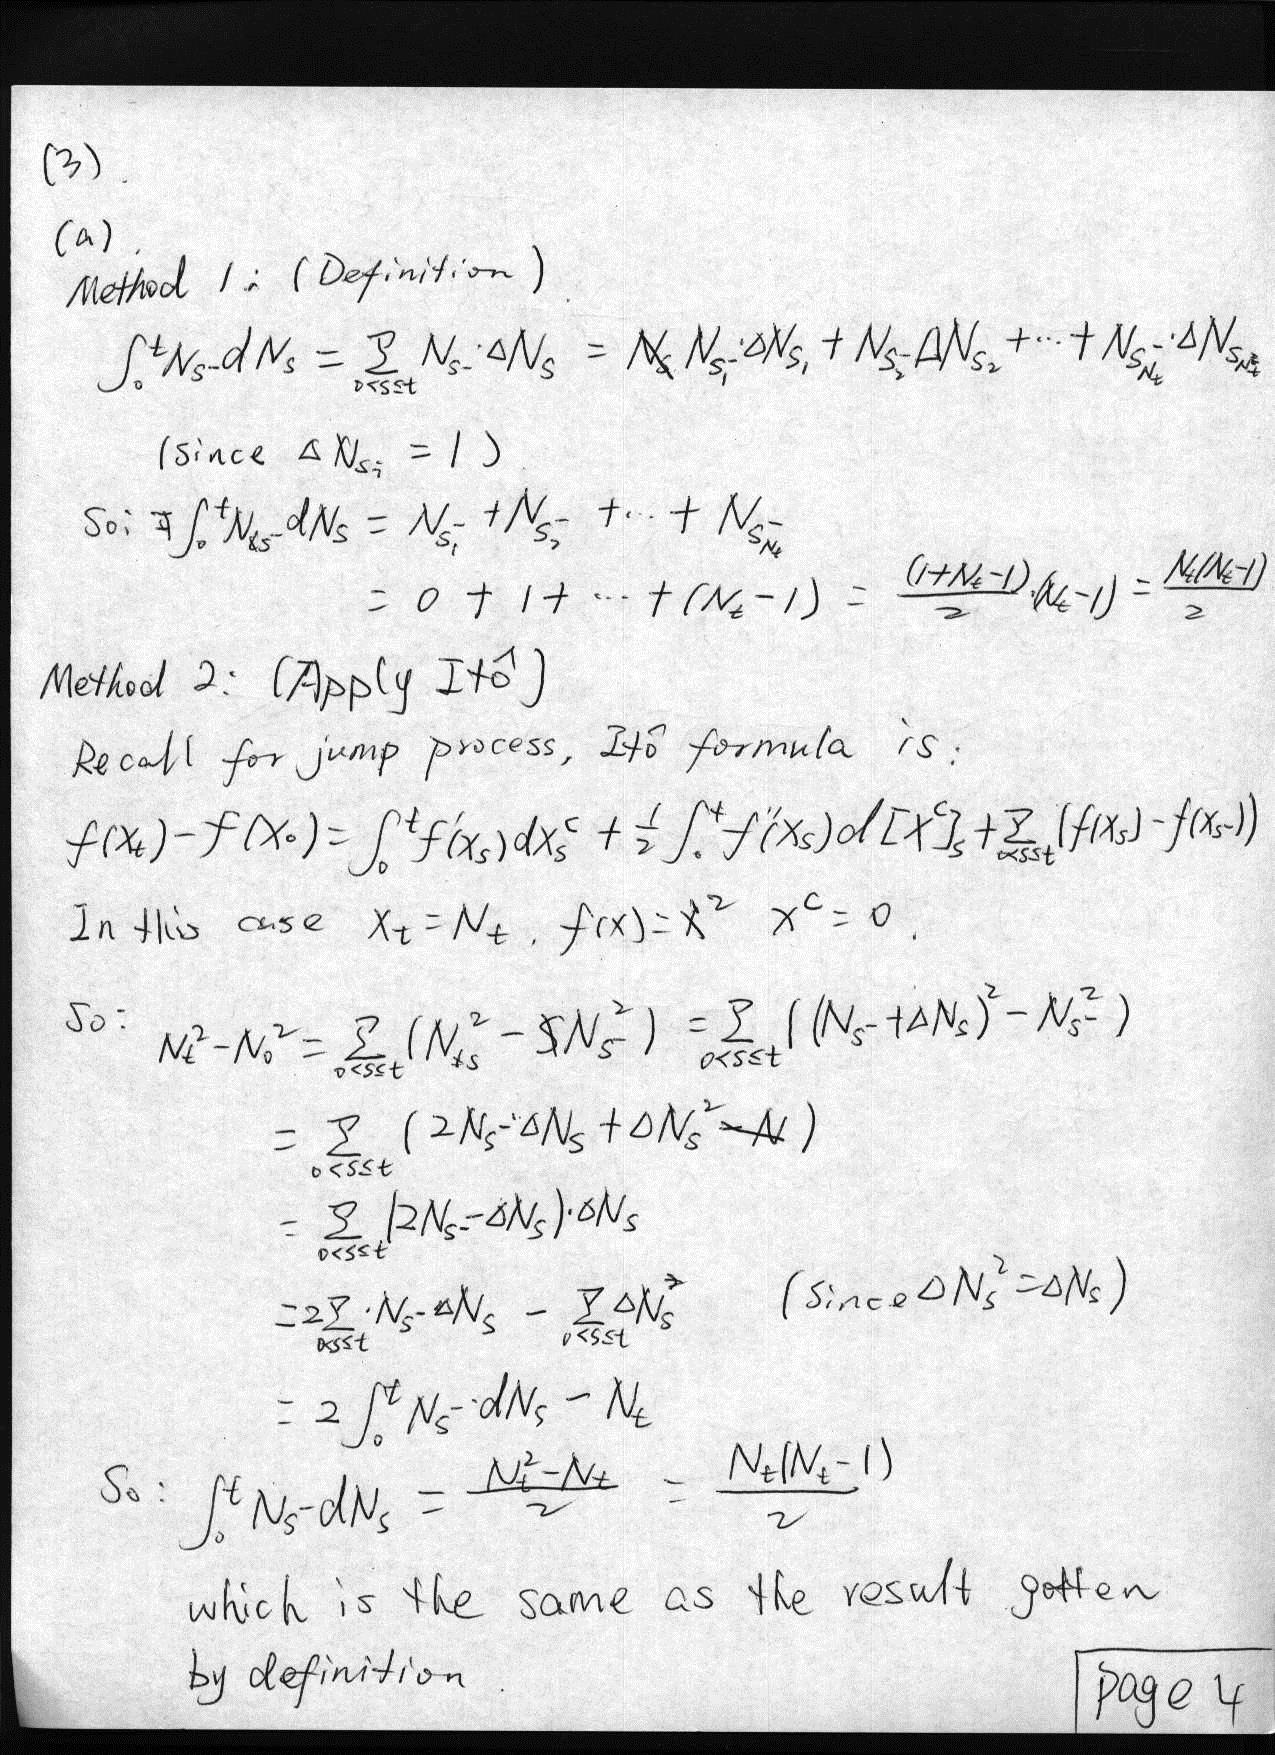 (3).
(a).
Method 1: (Definition).
∫₀ᵗ N_{s-} dN_s = Σ_{0<s≤t} N_{s-}·ΔN_s = N_{s₁^-}·ΔN_{s₁} + N_{s₂^-} ΔN_{s₂} + ··· + N_{s_{N_t}^-}·ΔN_{s_{N_t}}
(since ΔN_{s_i} = 1)
So: ∫₀ᵗ N_{s-} dN_s = N_{s₁^-} + N_{s₂^-} + ··· + N_{s_{N_t}^-}
= 0 + 1 + ··· + (N_t - 1) = (1+N_t-1)/2 ·(N_t-1) = N_t(N_t-1)/2
Method 2: (Apply Itô)
Recall for jump process, Itô formula is:
f(X_t) - f(X_0) = ∫₀ᵗ f'(X_s) dX_s^c + 1/2 ∫₀ᵗ f''(X_s) d[X^c]_s + Σ_{0<s≤t} (f(X_s) - f(X_{s-}))
In this case X_t = N_t. f(x) = x² X^c = 0.
So: N_t² - N_0² = Σ_{0<s≤t} (N_s² - N_{s-}²) = Σ_{0<s≤t} ((N_{s-} + ΔN_s)² - N_{s-}²)
= Σ_{0<s≤t} (2N_{s-}·ΔN_s + ΔN_s²)
= Σ_{0<s≤t} (2N_{s-} - ΔN_s)·ΔN_s
= 2Σ_{0<s≤t} ·N_{s-} ΔN_s - Σ_{0<s≤t} ΔN_s² (since ΔN_s² = ΔN_s)
= 2∫₀ᵗ N_{s-}·dN_s - N_t
So: ∫₀ᵗ N_{s-} dN_s = (N_t² - N_t)/2 = N_t(N_t - 1)/2
which is the same as the result gotten
by definition.
page 4